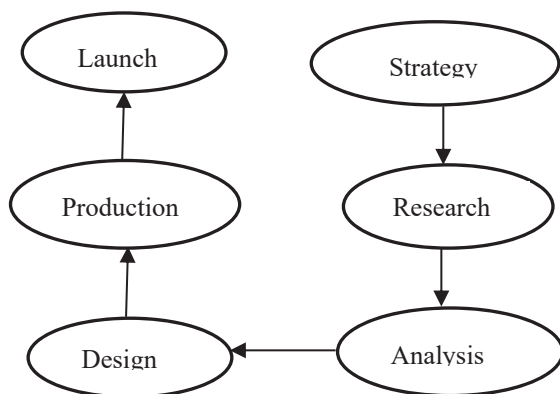 Launch
Strategy
Production
Research
Design
Analysis